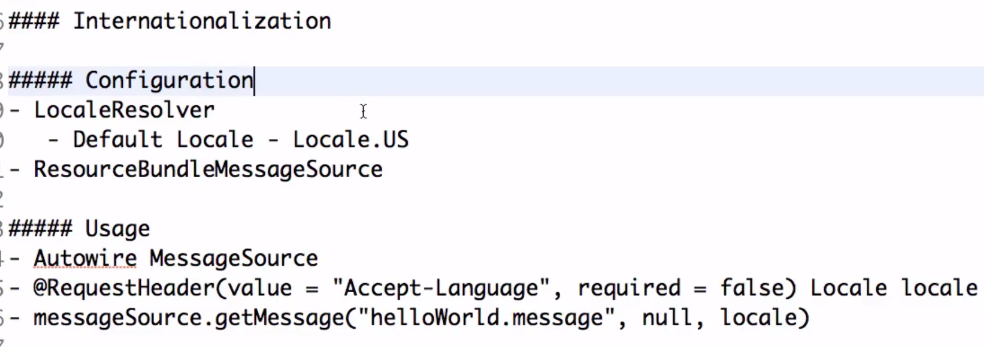 #### Internationalization
##### Configuration
- LocaleResolver
- Default Locale - Locale.US
- ResourceBundleMessageSource
##### Usage
- Autowire MessageSource
- @RequestHeader(value = "Accept-Language", required = false) Locale locale
- messageSource.getMessage("helloWorld.message", null, locale)